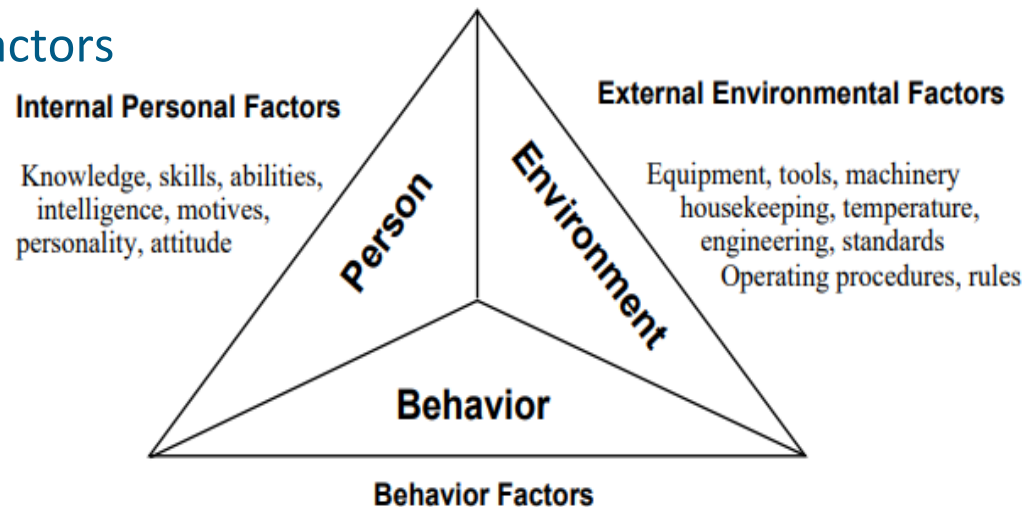 actors
Internal Personal Factors
Knowledge, skills, abilities,
intelligence, motives,
personality, attitude
External Environmental Factors
Equipment, tools, machinery
housekeeping, temperature,
engineering, standards
Operating procedures, rules
Person
Environment
Behavior
Behavior Factors